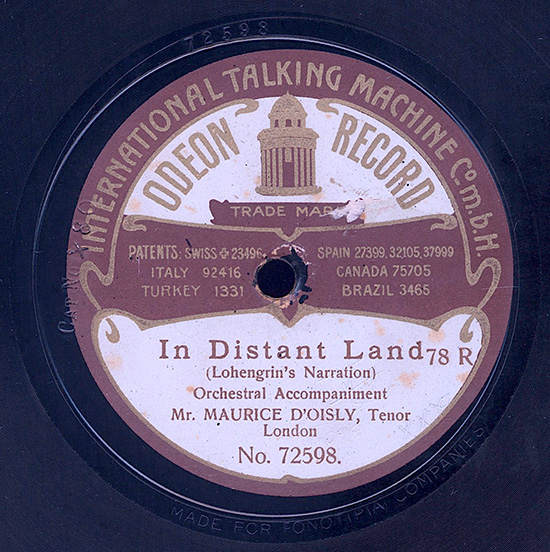 72598
INTERNATIONAL TALKING MACHINE Co.m.b.H.
ODEON RECORD
TRADE MARK
PATENTS: SWISS ✚ 23496 SPAIN 27399, 32105, 37999
ITALY 92416 CANADA 75705
TURKEY 1331 BRAZIL 3465
In Distant Land 78 R
(Lohengrin's Narration)
Orchestral Accompaniment
Mr. MAURICE D'OISLY, Tenor
London
No. 72598.
MADE FOR FONOTIPIA COMPANIES